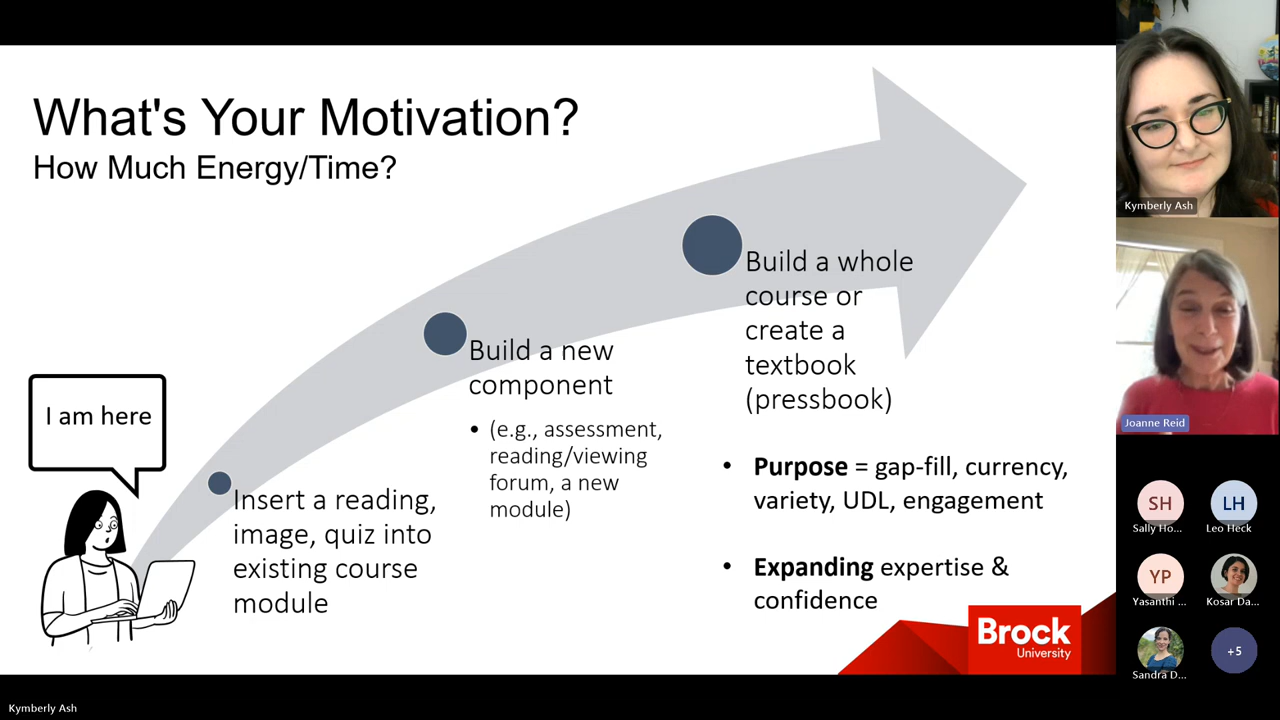 What's Your Motivation?
How Much Energy/Time?
I am here
Insert a reading,
image, quiz into
existing course
module
Build a new
component
• (e.g., assessment,
reading/viewing
forum, a new
module)
Build a whole
course or
create a
textbook
(pressbook)
• Purpose = gap-fill, currency,
variety, UDL, engagement
• Expanding expertise &
confidence
Brock
University
Kymberly Ash
Joanne Reid
SH
Sally Ho...
LH
Leo Heck
YP
Yasanthi ...
Kosar Da...
Sandra D...
+5
Kymberly Ash